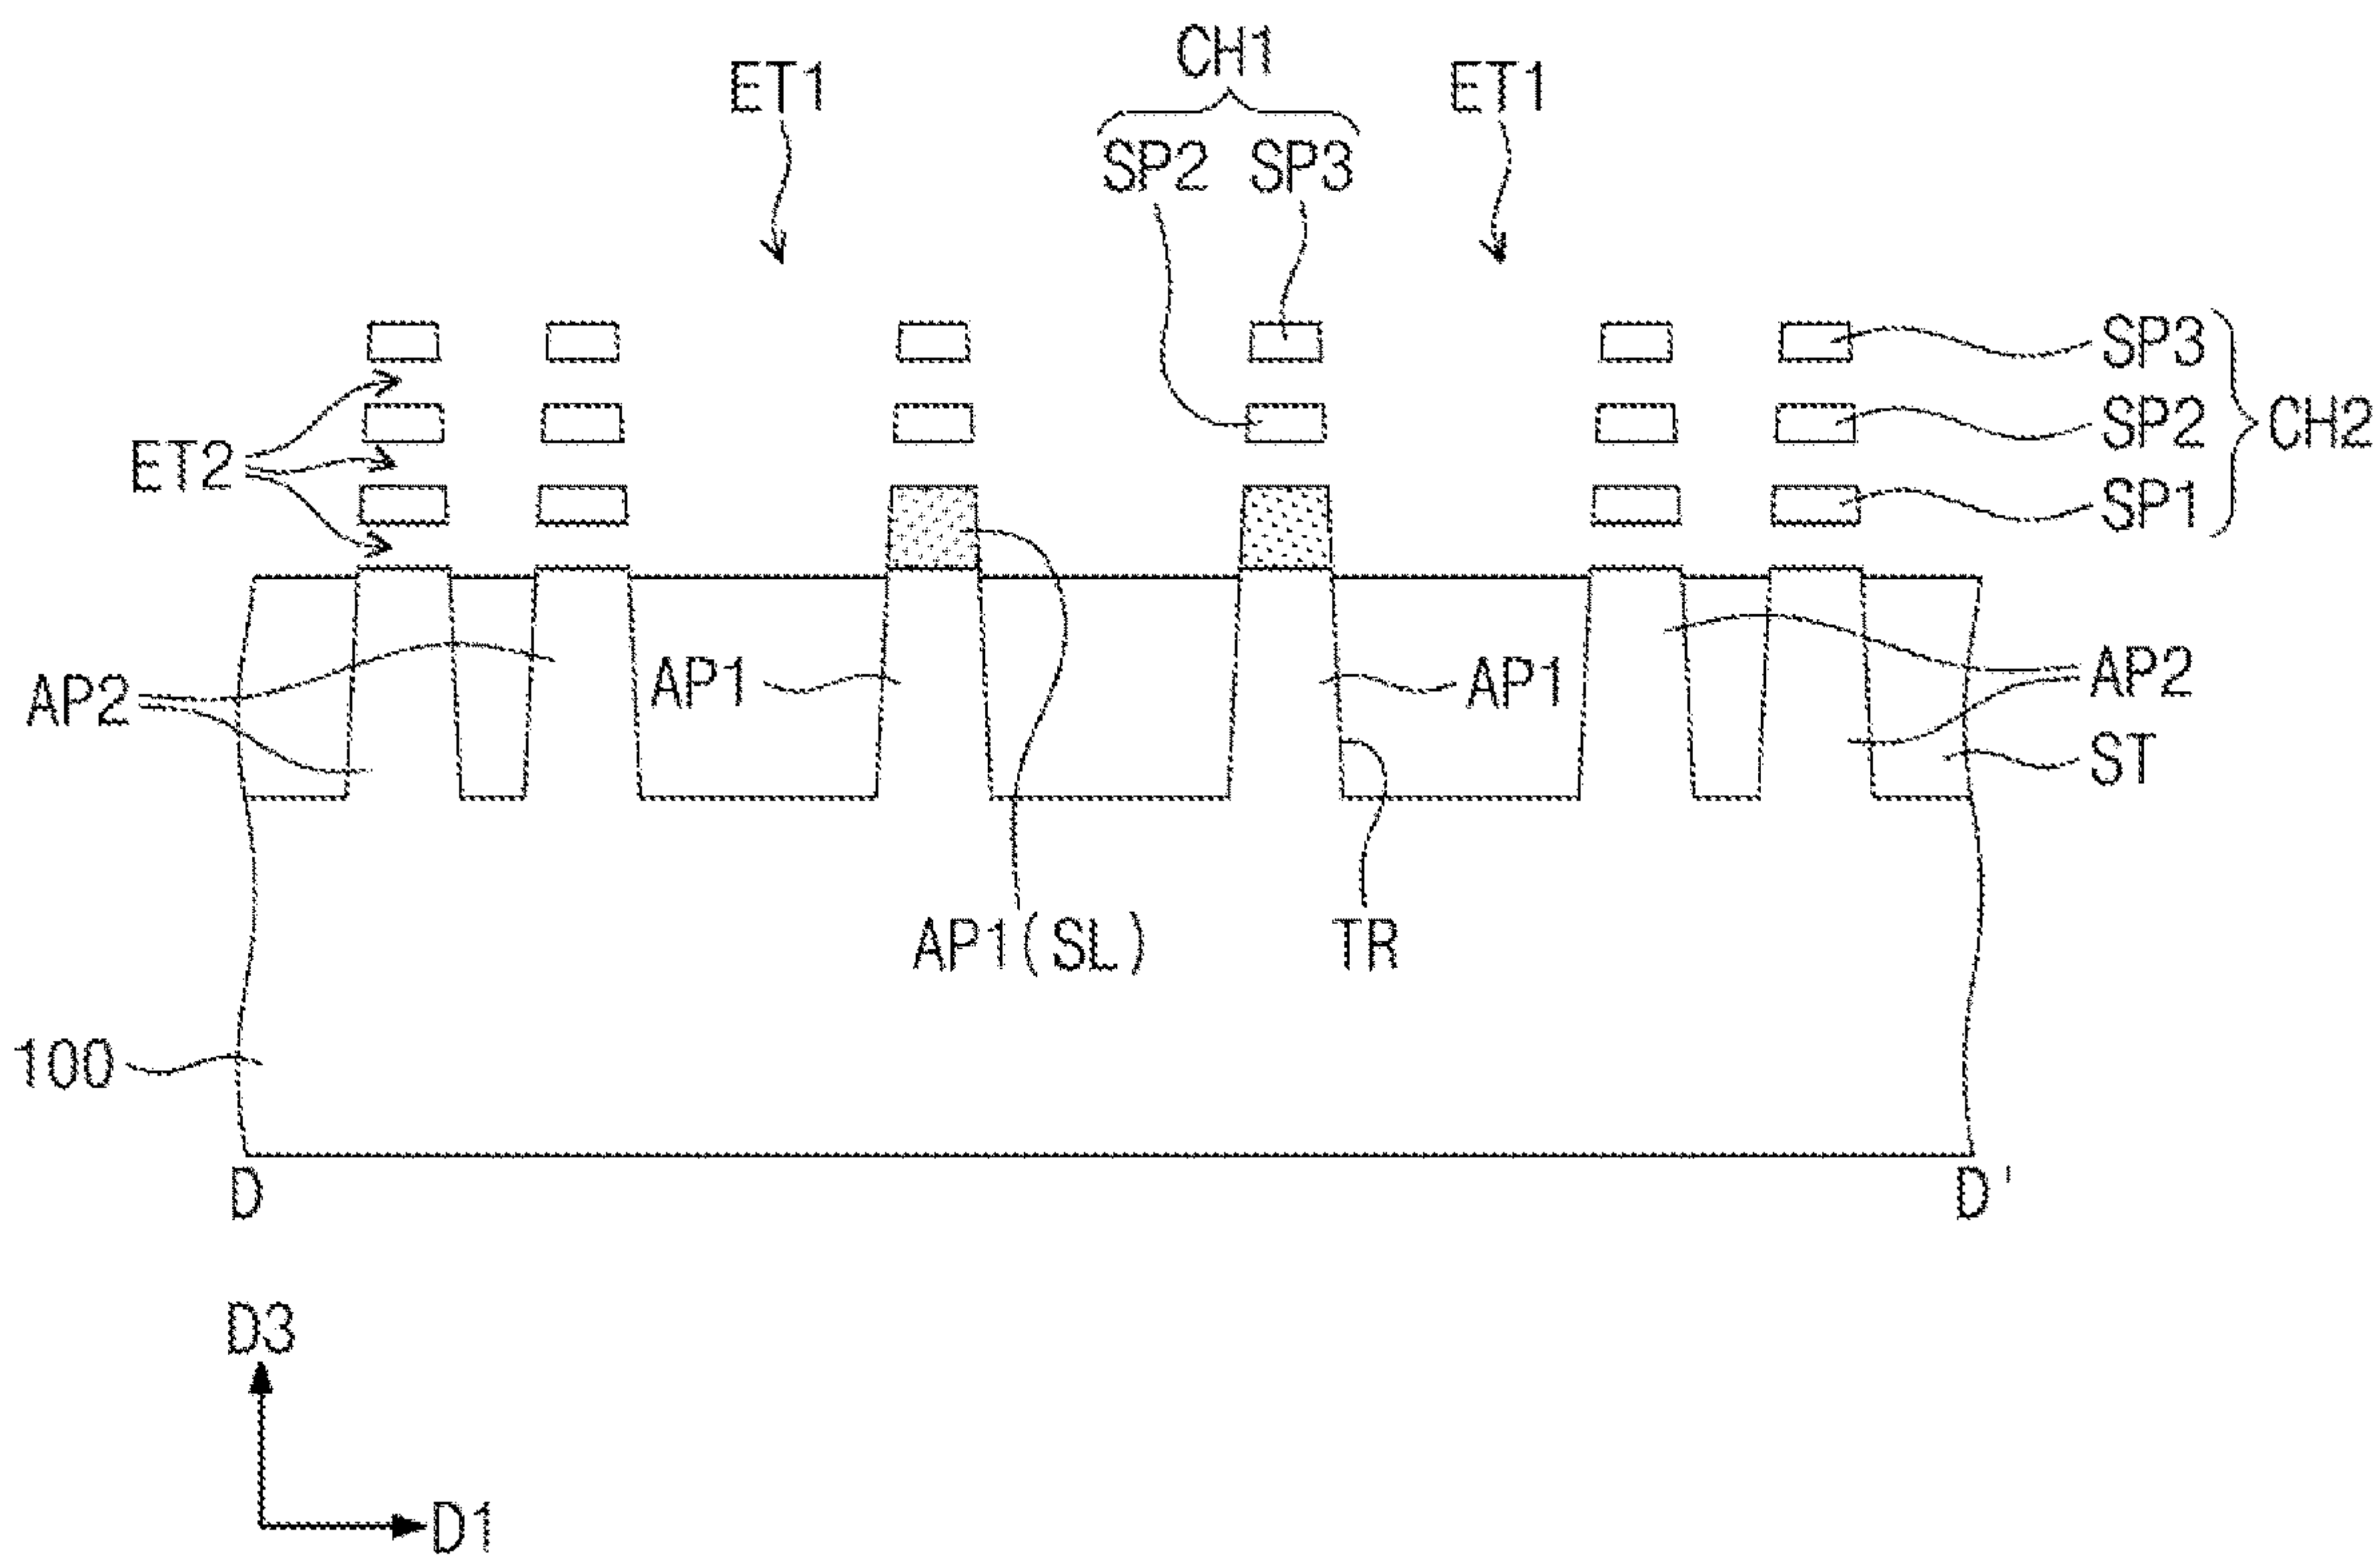 CH1
ET1 ET1
SP2 SP3
SP3
SP2 CH2
ET2
SP1
AP2 AP1 AP1 AP2
ST
AP1(SL) TR
100
D D'
D3
D1